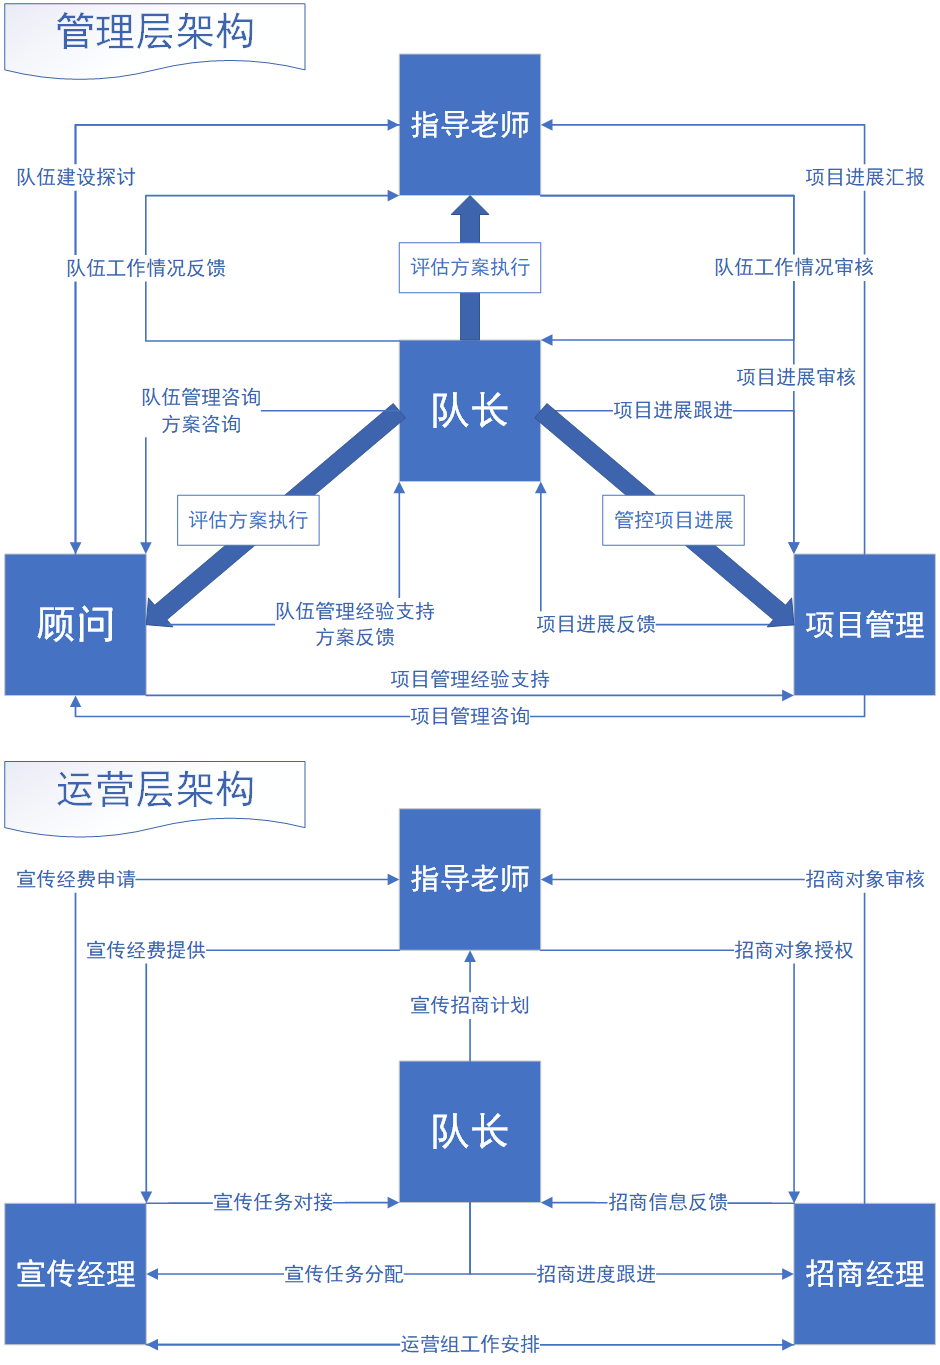 管理层架构
指导老师
队伍建设探讨
项目进展汇报
队伍工作情况反馈
评估方案执行
队伍工作情况审核
项目进展审核
队伍管理咨询
方案咨询
队长
项目进展跟进
评估方案执行
管控项目进展
顾问
队伍管理经验支持
方案反馈
项目进展反馈
项目管理
项目管理经验支持
项目管理咨询
运营层架构
宣传经费申请
指导老师
招商对象审核
宣传经费提供
招商对象授权
宣传招商计划
队长
宣传任务对接
招商信息反馈
宣传经理
宣传任务分配
招商进度跟进
招商经理
运营组工作安排